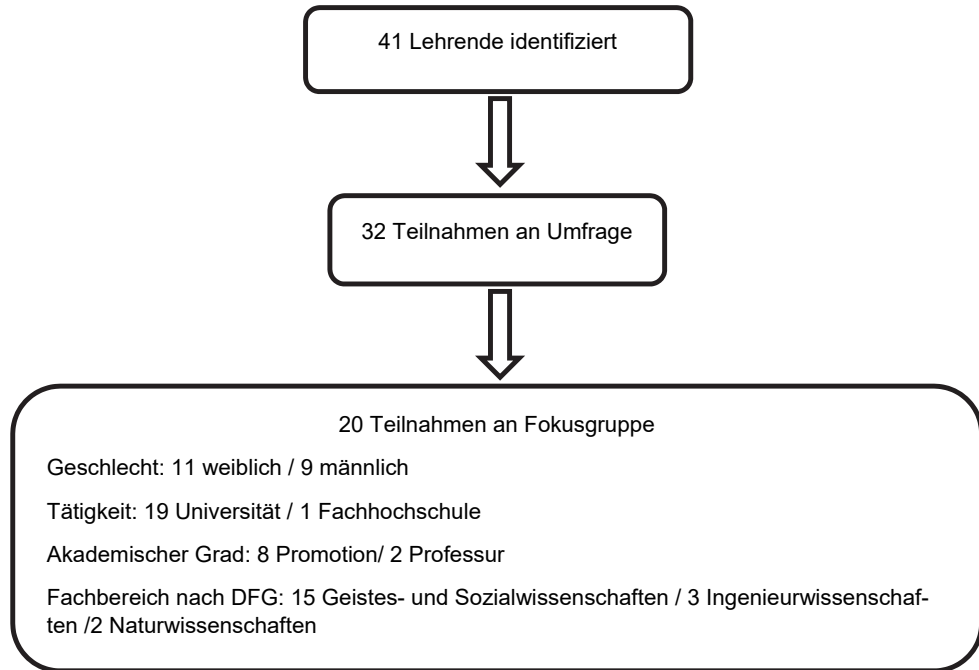 41 Lehrende identifiziert
32 Teilnahmen an Umfrage
20 Teilnahmen an Fokusgruppe
Geschlecht: 11 weiblich / 9 männlich
Tätigkeit: 19 Universität / 1 Fachhochschule
Akademischer Grad: 8 Promotion/ 2 Professur
Fachbereich nach DFG: 15 Geistes- und Sozialwissenschaften / 3 Ingenieurwissenschaf-
ten /2 Naturwissenschaften